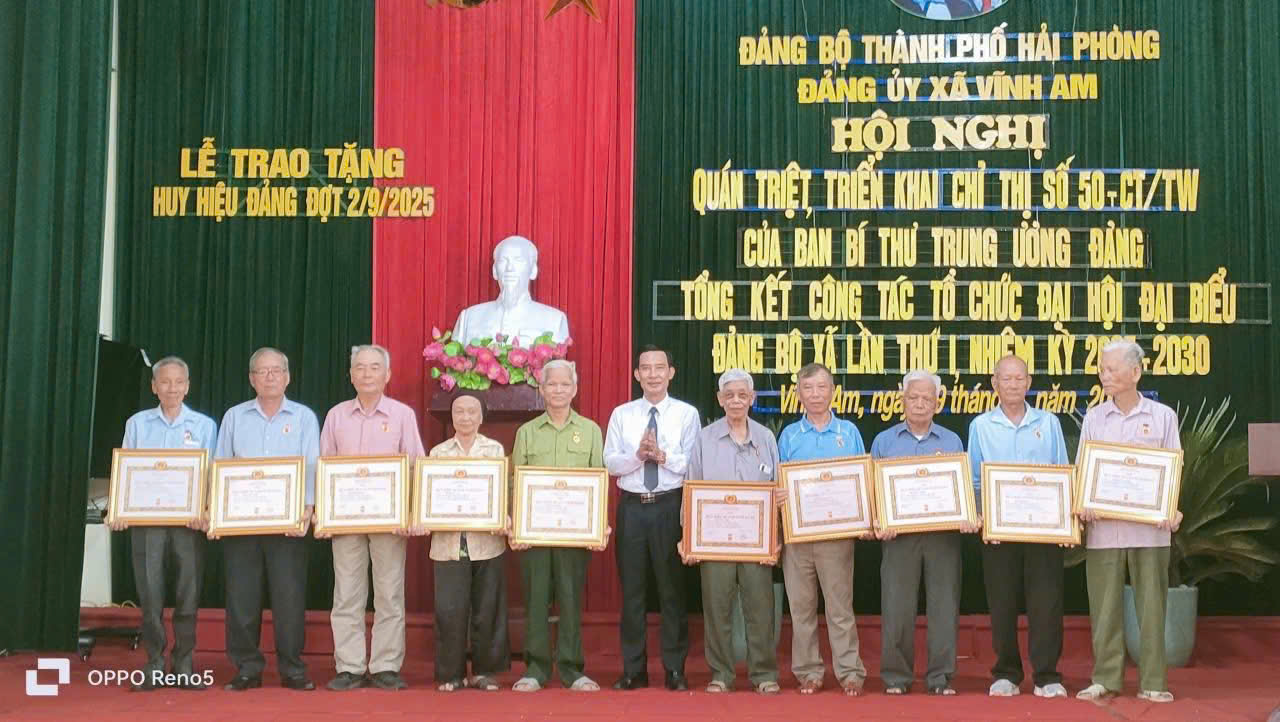 LỄ TRAO TẶNG
HUY HIỆU ĐẢNG ĐỢT 2/9/2025
ĐẢNG BỘ THÀNH PHỐ HẢI PHÒNG
ĐẢNG ỦY XÃ VĨNH AM
HỘI NGHỊ
QUÁN TRIỆT, TRIỂN KHAI CHỈ THỊ SỐ 50-CT/TW
CỦA BAN BÍ THƯ TRUNG ƯƠNG ĐẢNG
TỔNG KẾT CÔNG TÁC TỔ CHỨC ĐẠI HỘI ĐẠI BIỂU
ĐẢNG BỘ XÃ LẦN THỨ I, NHIỆM KỲ -2030
Am, ngày tháng
OPPO Reno5